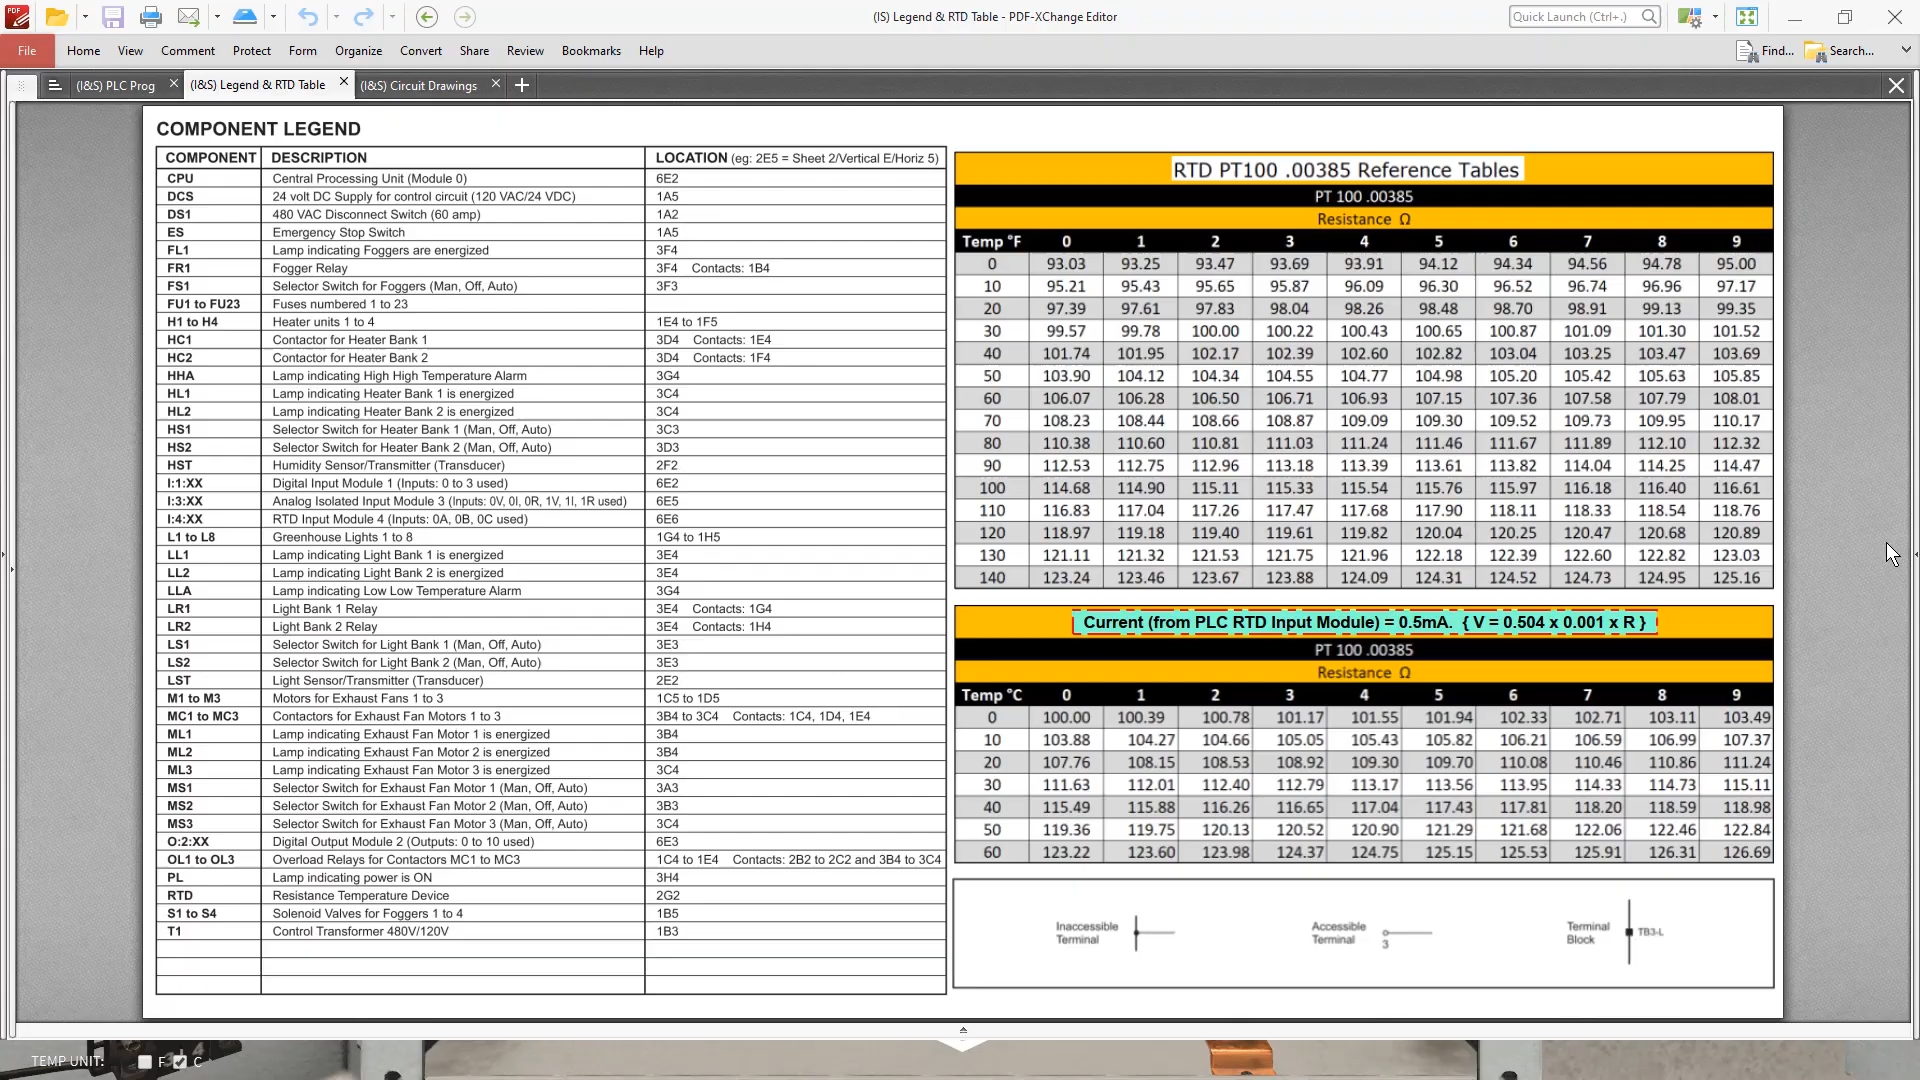 (IS) Legend & RTD Table - PDF-XChange Editor
Quick Launch (Ctrl+.)
File Home View Comment Protect Form Organize Convert Share Review Bookmarks Help
Find... Search...
(I&S) PLC Prog (I&S) Legend & RTD Table (I&S) Circuit Drawings
COMPONENT LEGEND
COMPONENT DESCRIPTION LOCATION (eg: 2E5 = Sheet 2/Vertical E/Horiz 5)
CPU Central Processing Unit (Module 0) 6E2
DCS 24 volt DC Supply for control circuit (120 VAC/24 VDC) 1A5
DS1 480 VAC Disconnect Switch (60 amp) 1A2
ES Emergency Stop Switch 1A5
FL1 Lamp indicating Foggers are energized 3F4
FR1 Fogger Relay 3F4 Contacts: 1B4
FS1 Selector Switch for Foggers (Man, Off, Auto) 3F3
FU1 to FU23 Fuses numbered 1 to 23
H1 to H4 Heater units 1 to 4 1E4 to 1F5
HC1 Contactor for Heater Bank 1 3D4 Contacts: 1E4
HC2 Contactor for Heater Bank 2 3D4 Contacts: 1F4
HHA Lamp indicating High High Temperature Alarm 3G4
HL1 Lamp indicating Heater Bank 1 is energized 3C4
HL2 Lamp indicating Heater Bank 2 is energized 3C4
HS1 Selector Switch for Heater Bank 1 (Man, Off, Auto) 3C3
HS2 Selector Switch for Heater Bank 2 (Man, Off, Auto) 3D3
HST Humidity Sensor/Transmitter (Transducer) 2F2
I:1:XX Digital Input Module 1 (Inputs: 0 to 3 used) 6E2
I:3:XX Analog Isolated Input Module 3 (Inputs: 0V, 0I, 0R, 1V, 1I, 1R used) 6E5
I:4:XX RTD Input Module 4 (Inputs: 0A, 0B, 0C used) 6E6
L1 to L8 Greenhouse Lights 1 to 8 1G4 to 1H5
LL1 Lamp indicating Light Bank 1 is energized 3E4
LL2 Lamp indicating Light Bank 2 is energized 3E4
LLA Lamp indicating Low Low Temperature Alarm 3G4
LR1 Light Bank 1 Relay 3E4 Contacts: 1G4
LR2 Light Bank 2 Relay 3E4 Contacts: 1H4
LS1 Selector Switch for Light Bank 1 (Man, Off, Auto) 3E3
LS2 Selector Switch for Light Bank 2 (Man, Off, Auto) 3E3
LST Light Sensor/Transmitter (Transducer) 2E2
M1 to M3 Motors for Exhaust Fans 1 to 3 1C5 to 1D5
MC1 to MC3 Contactors for Exhaust Fan Motors 1 to 3 3B4 to 3C4 Contacts: 1C4, 1D4, 1E4
ML1 Lamp indicating Exhaust Fan Motor 1 is energized 3B4
ML2 Lamp indicating Exhaust Fan Motor 2 is energized 3B4
ML3 Lamp indicating Exhaust Fan Motor 3 is energized 3C4
MS1 Selector Switch for Exhaust Fan Motor 1 (Man, Off, Auto) 3A3
MS2 Selector Switch for Exhaust Fan Motor 2 (Man, Off, Auto) 3B3
MS3 Selector Switch for Exhaust Fan Motor 3 (Man, Off, Auto) 3C4
O:2:XX Digital Output Module 2 (Outputs: 0 to 10 used) 6E3
OL1 to OL3 Overload Relays for Contactors MC1 to MC3 1C4 to 1E4 Contacts: 2B2 to 2C2 and 3B4 to 3C4
PL Lamp indicating power is ON 3H4
RTD Resistance Temperature Device 2G2
S1 to S4 Solenoid Valves for Foggers 1 to 4 1B5
T1 Control Transformer 480V/120V 1B3
RTD PT100 .00385 Reference Tables
PT 100 .00385
Resistance Ω
Temp °F 0 1 2 3 4 5 6 7 8 9
0 93.03 93.25 93.47 93.69 93.91 94.12 94.34 94.56 94.78 95.00
10 95.21 95.43 95.65 95.87 96.09 96.30 96.52 96.74 96.96 97.17
20 97.39 97.61 97.83 98.04 98.26 98.48 98.70 98.91 99.13 99.35
30 99.57 99.78 100.00 100.22 100.43 100.65 100.87 101.09 101.30 101.52
40 101.74 101.95 102.17 102.39 102.60 102.82 103.04 103.25 103.47 103.69
50 103.90 104.12 104.34 104.55 104.77 104.98 105.20 105.42 105.63 105.85
60 106.07 106.28 106.50 106.71 106.93 107.15 107.36 107.58 107.79 108.01
70 108.23 108.44 108.66 108.87 109.09 109.30 109.52 109.73 109.95 110.17
80 110.38 110.60 110.81 111.03 111.24 111.46 111.67 111.89 112.10 112.32
90 112.53 112.75 112.96 113.18 113.39 113.61 113.82 114.04 114.25 114.47
100 114.68 114.90 115.11 115.33 115.54 115.76 115.97 116.18 116.40 116.61
110 116.83 117.04 117.26 117.47 117.68 117.90 118.11 118.33 118.54 118.76
120 118.97 119.18 119.40 119.61 119.82 120.04 120.25 120.47 120.68 120.89
130 121.11 121.32 121.53 121.75 121.96 122.18 122.39 122.60 122.82 123.03
140 123.24 123.46 123.67 123.88 124.09 124.31 124.52 124.73 124.95 125.16
Current (from PLC RTD Input Module) = 0.5mA. { V = 0.504 x 0.001 x R }
PT 100 .00385
Resistance Ω
Temp °C 0 1 2 3 4 5 6 7 8 9
0 100.00 100.39 100.78 101.17 101.55 101.94 102.33 102.71 103.11 103.49
10 103.88 104.27 104.66 105.05 105.43 105.82 106.21 106.59 106.99 107.37
20 107.76 108.15 108.53 108.92 109.30 109.70 110.08 110.46 110.86 111.24
30 111.63 112.01 112.40 112.79 113.17 113.56 113.95 114.33 114.73 115.11
40 115.49 115.88 116.26 116.65 117.04 117.43 117.81 118.20 118.59 118.98
50 119.36 119.75 120.13 120.52 120.90 121.29 121.68 122.06 122.46 122.84
60 123.22 123.60 123.98 124.37 124.75 125.15 125.53 125.91 126.31 126.69
Inaccessible
Terminal
Accessible
Terminal
3
Terminal
Block
TB3-L
TEMP UNIT: F C